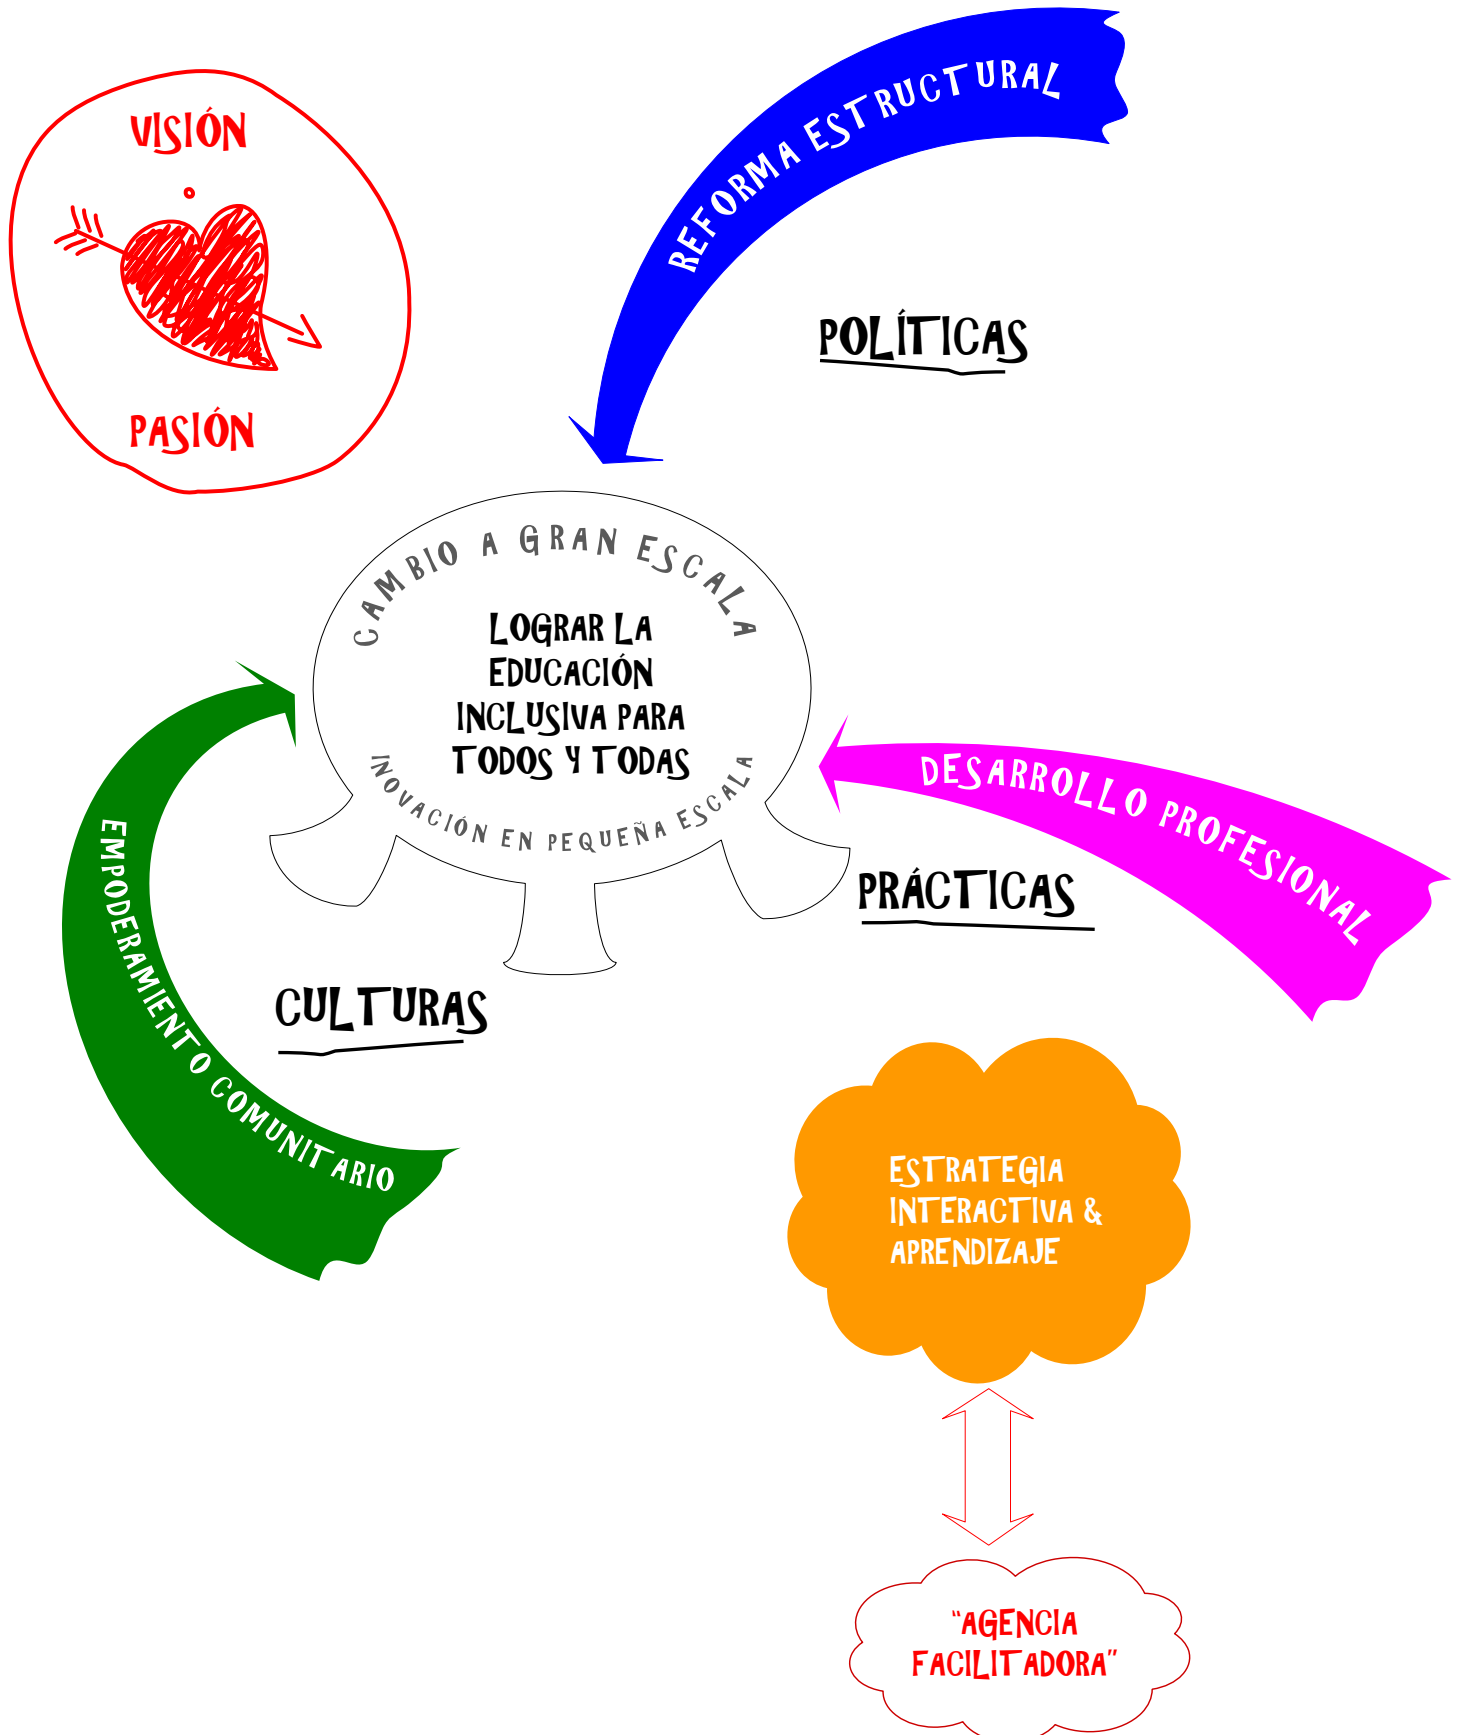 VISIÓN
PASIÓN
REFORMA ESTRUCTURAL
POLÍTICAS
CAMBIO A GRAN ESCALA
LOGRAR LA
EDUCACIÓN
INCLUSIVA PARA
TODOS Y TODAS
INOVACIÓN EN PEQUEÑA ESCALA
DESARROLLO PROFESIONAL
PRÁCTICAS
EMPODERAMIENTO COMUNITARIO
CULTURAS
ESTRATEGIA
INTERACTIVA &
APRENDIZAJE
“AGENCIA
FACILITADORA”